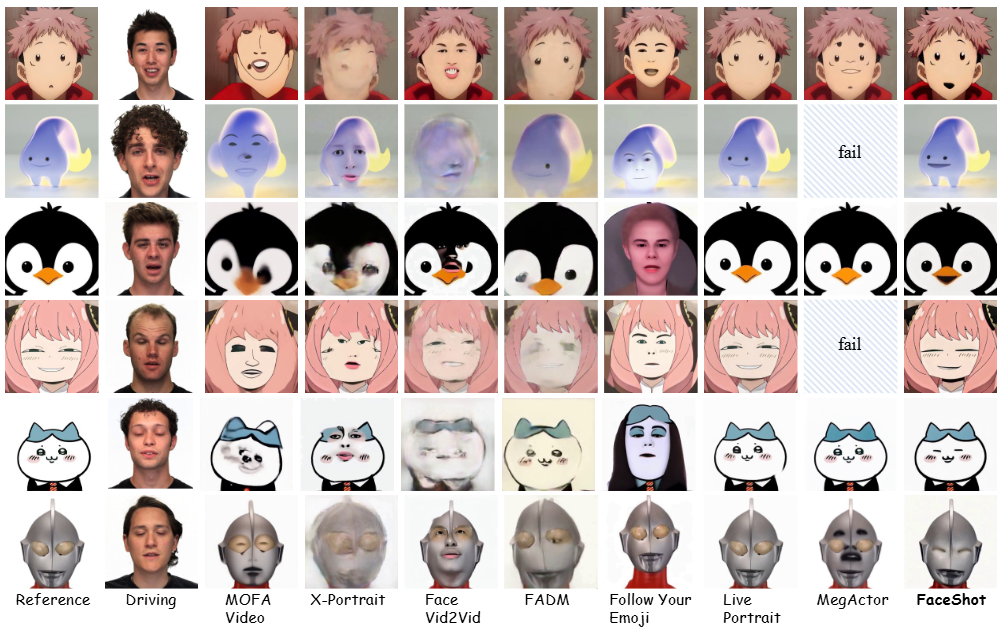 fail
fail
Reference Driving MOFA Video X-Portrait Face Vid2Vid FADM Follow Your Emoji Live Portrait MegActor FaceShot